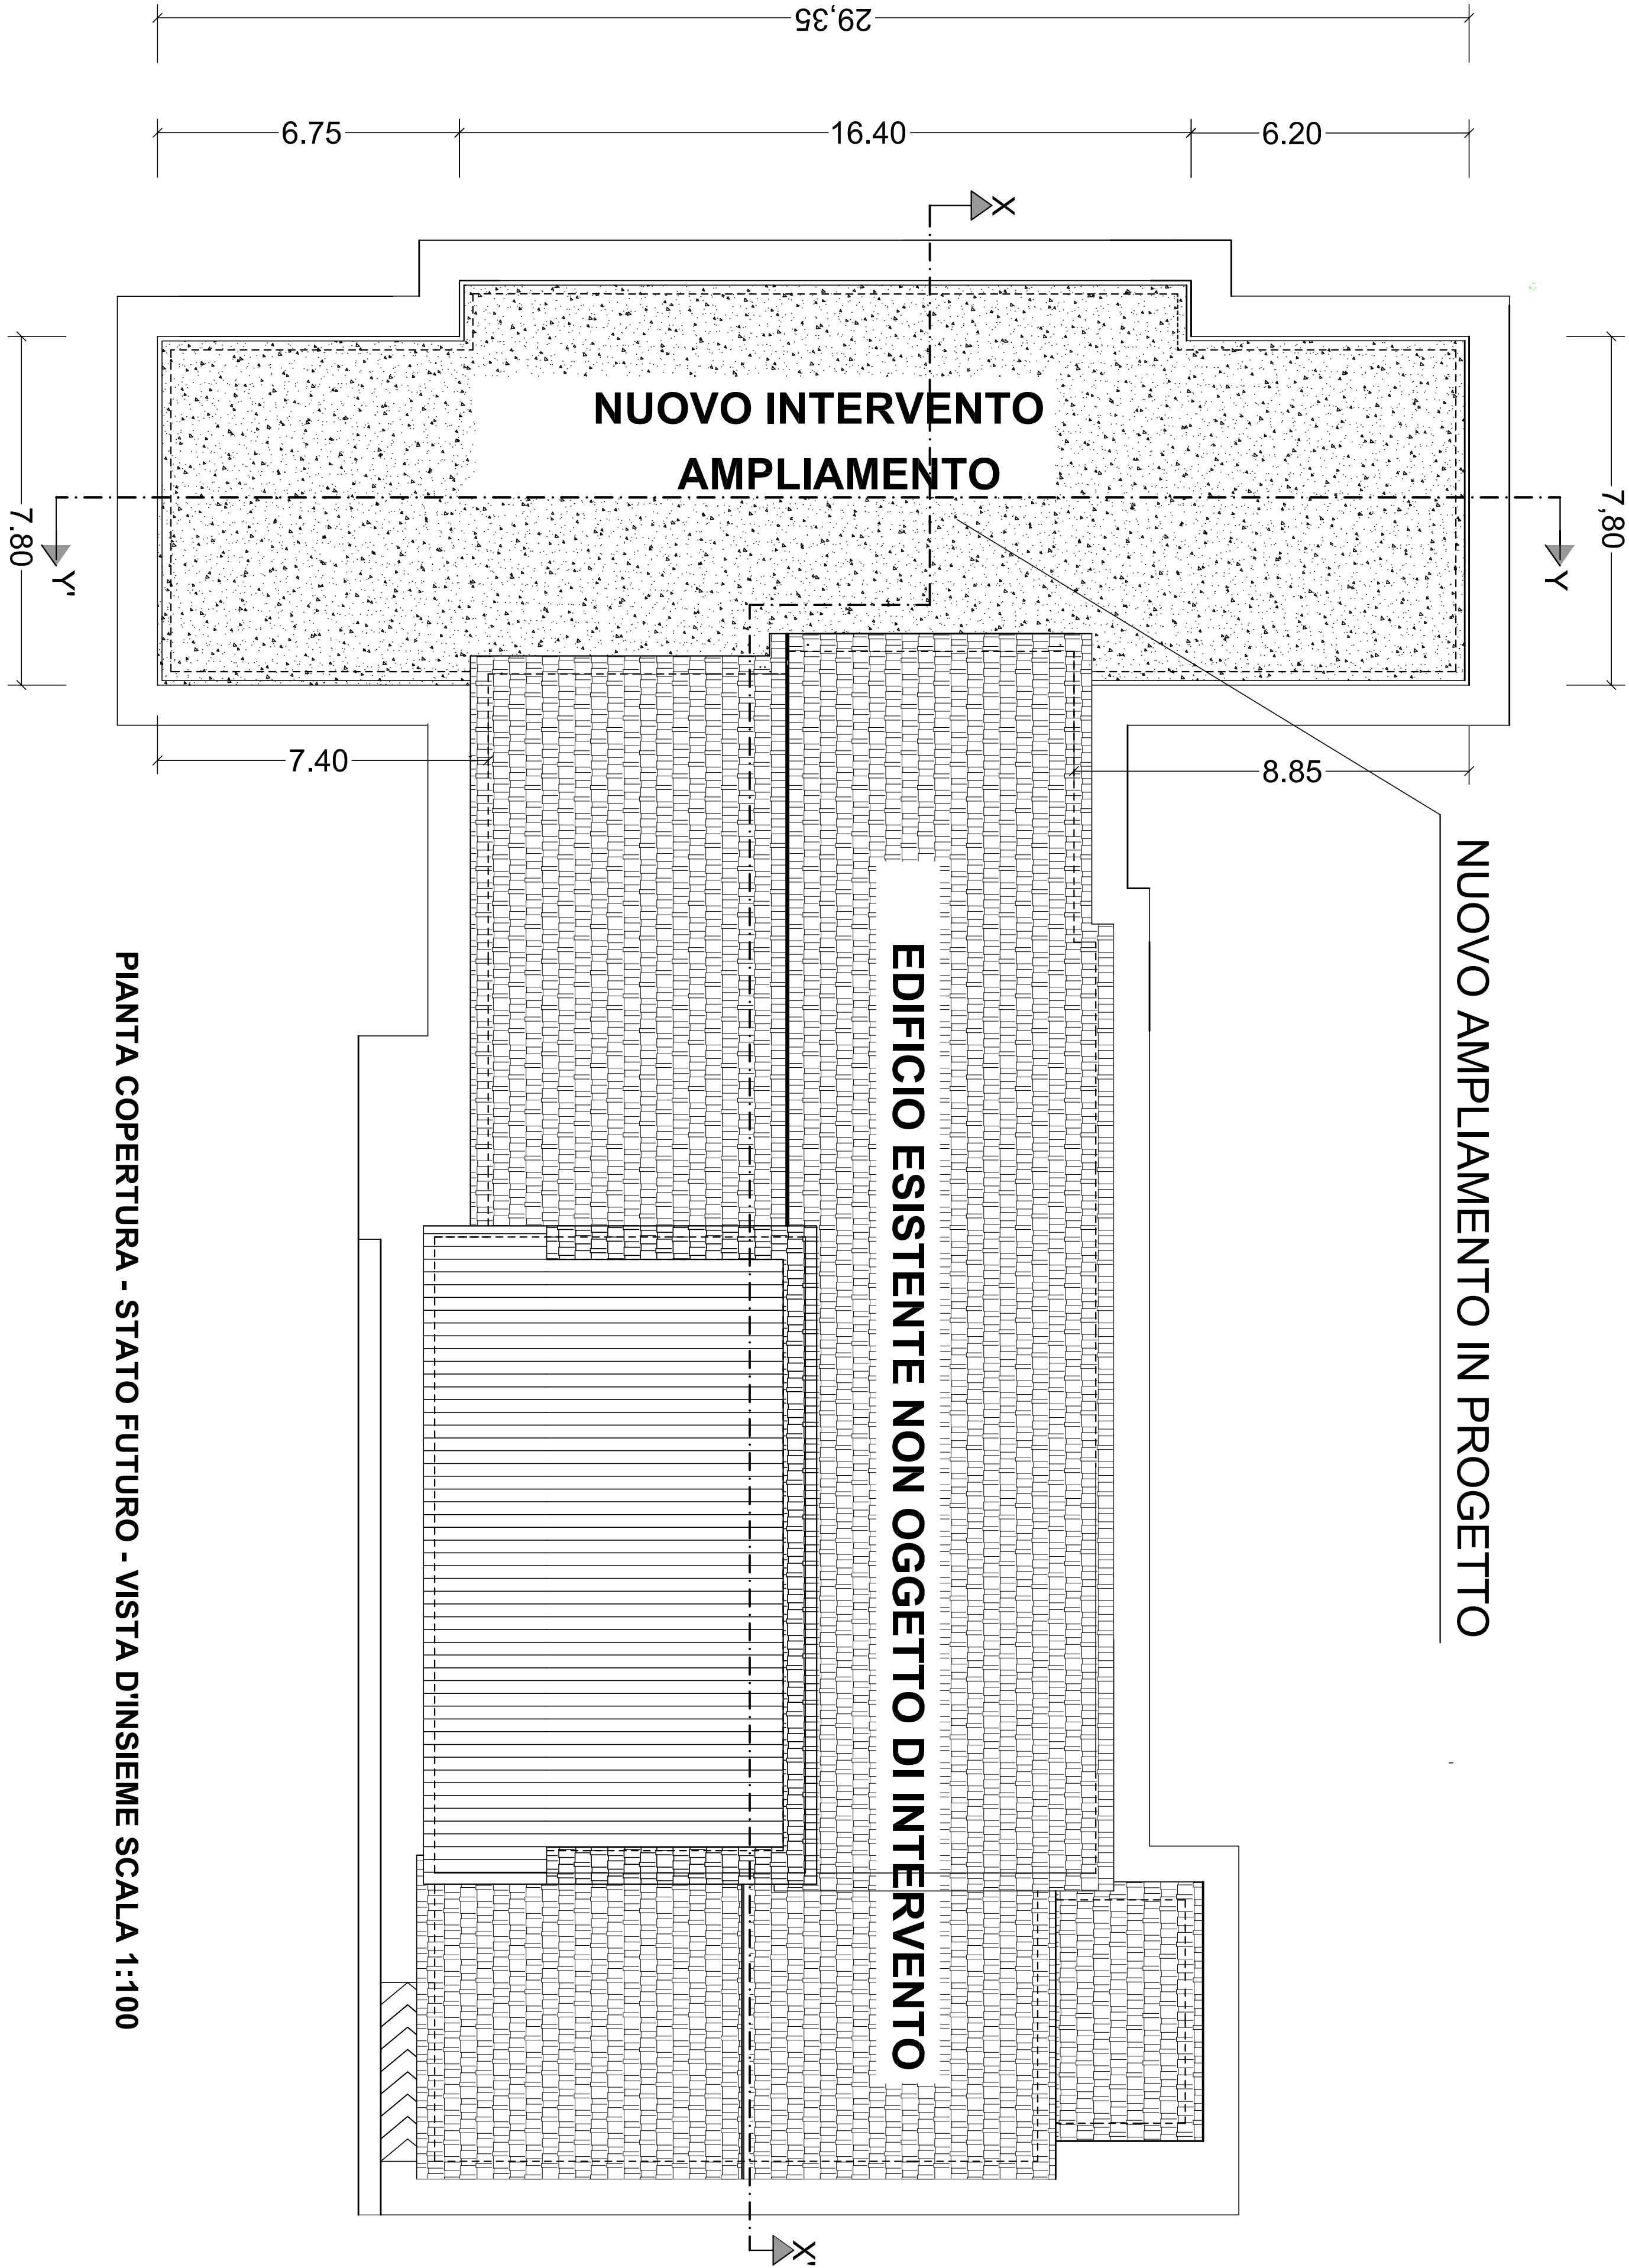 29,35
6.75
16.40
6.20
X
NUOVO INTERVENTO
AMPLIAMENTO
7.80
Y'
7,80
Y
7.40
8.85
NUOVO AMPLIAMENTO IN PROGETTO
EDIFICIO ESISTENTE NON OGGETTO DI INTERVENTO
PIANTA COPERTURA - STATO FUTURO - VISTA D'INSIEME SCALA 1:100
X'